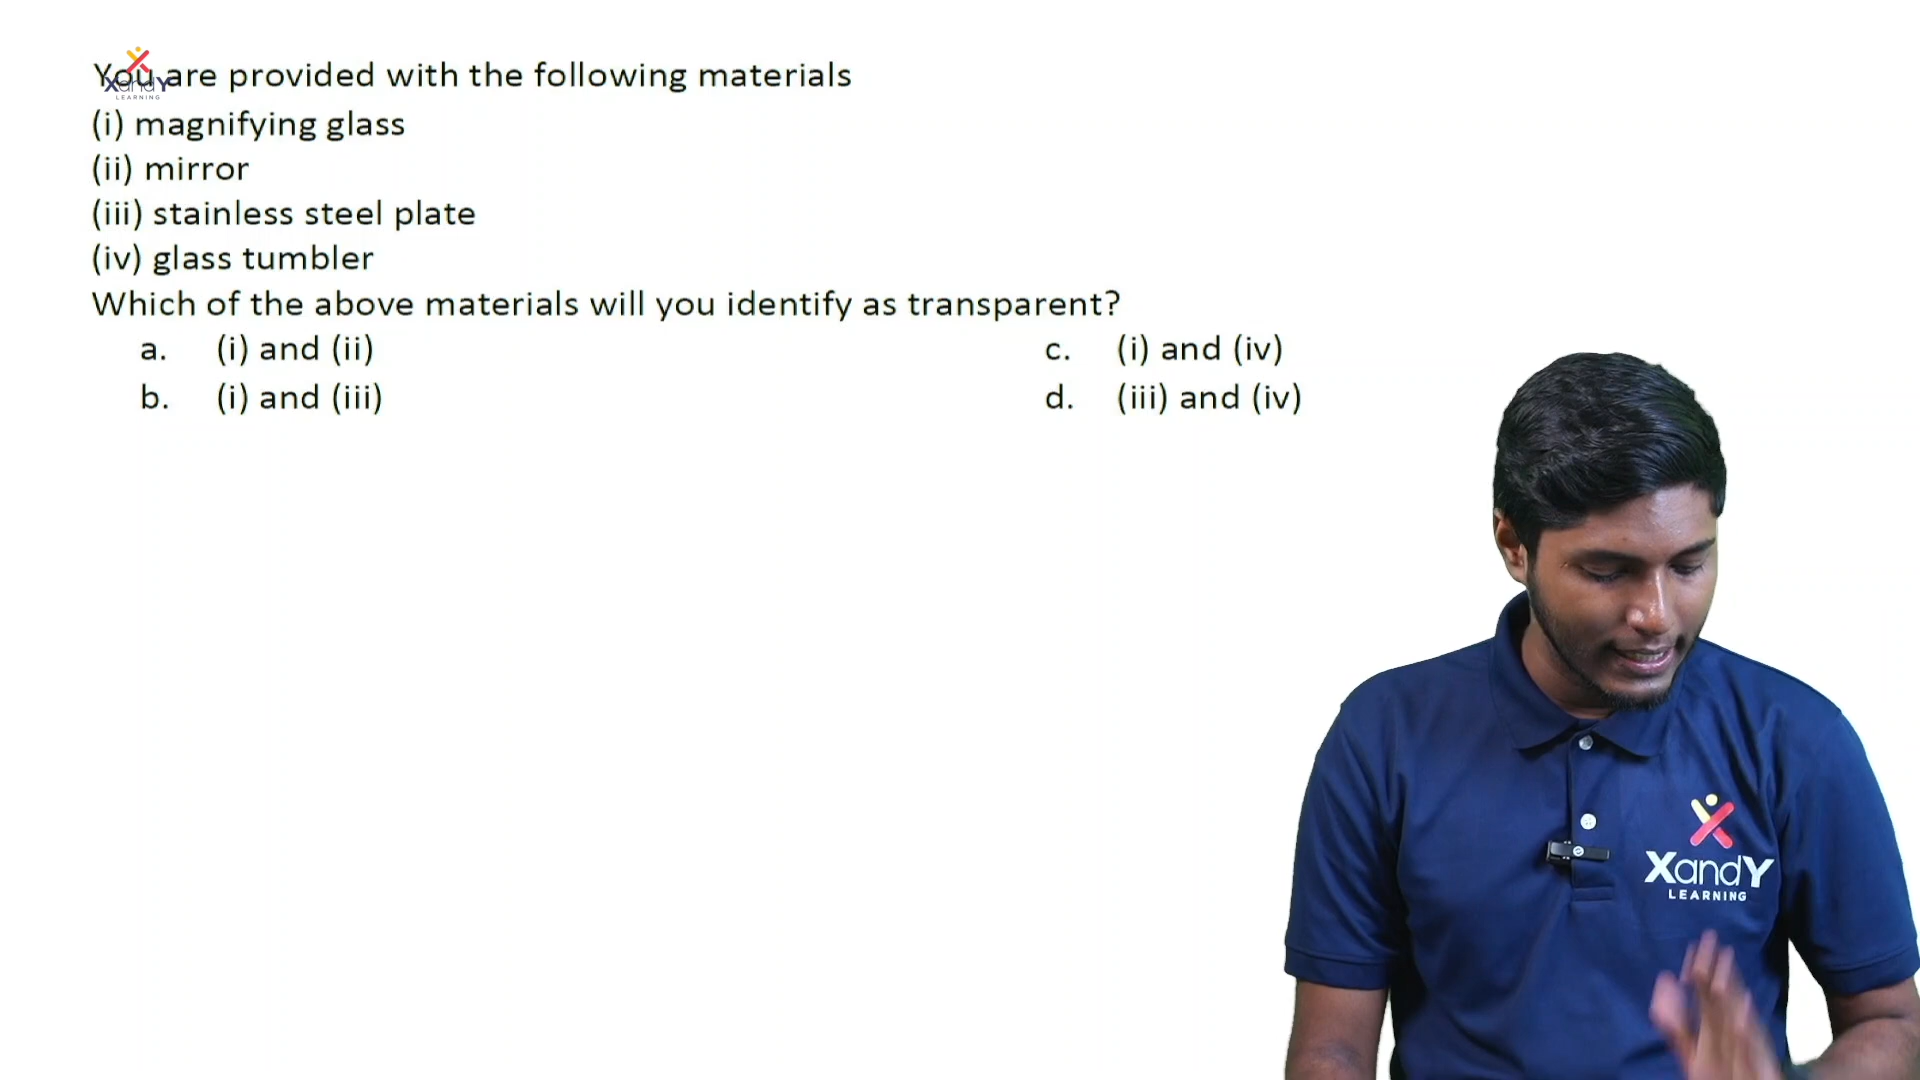 You are provided with the following materials
XandY
LEARNING
(i) magnifying glass
(ii) mirror
(iii) stainless steel plate
(iv) glass tumbler
Which of the above materials will you identify as transparent?
a. (i) and (ii)
b. (i) and (iii)
c. (i) and (iv)
d. (iii) and (iv)
XandY
LEARNING